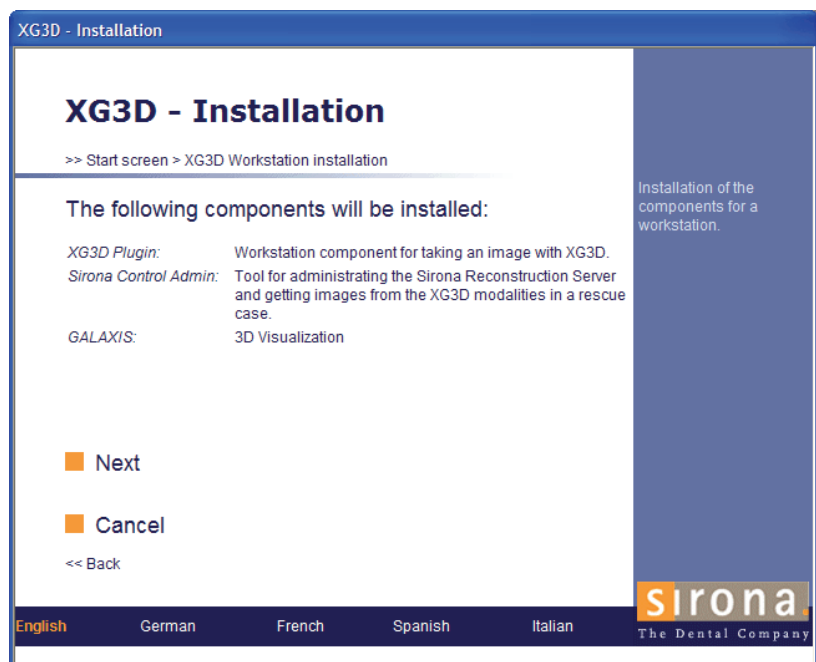 XG3D - Installation
XG3D - Installation
>> Start screen > XG3D Workstation installation
The following components will be installed:
XG3D Plugin: Workstation component for taking an image with XG3D.
Sirona Control Admin: Tool for administrating the Sirona Reconstruction Server
and getting images from the XG3D modalities in a rescue
case.
GALAXIS: 3D Visualization
Installation of the
components for a
workstation.
Next
Cancel
<< Back
English German French Spanish Italian
sirona.
The Dental Company